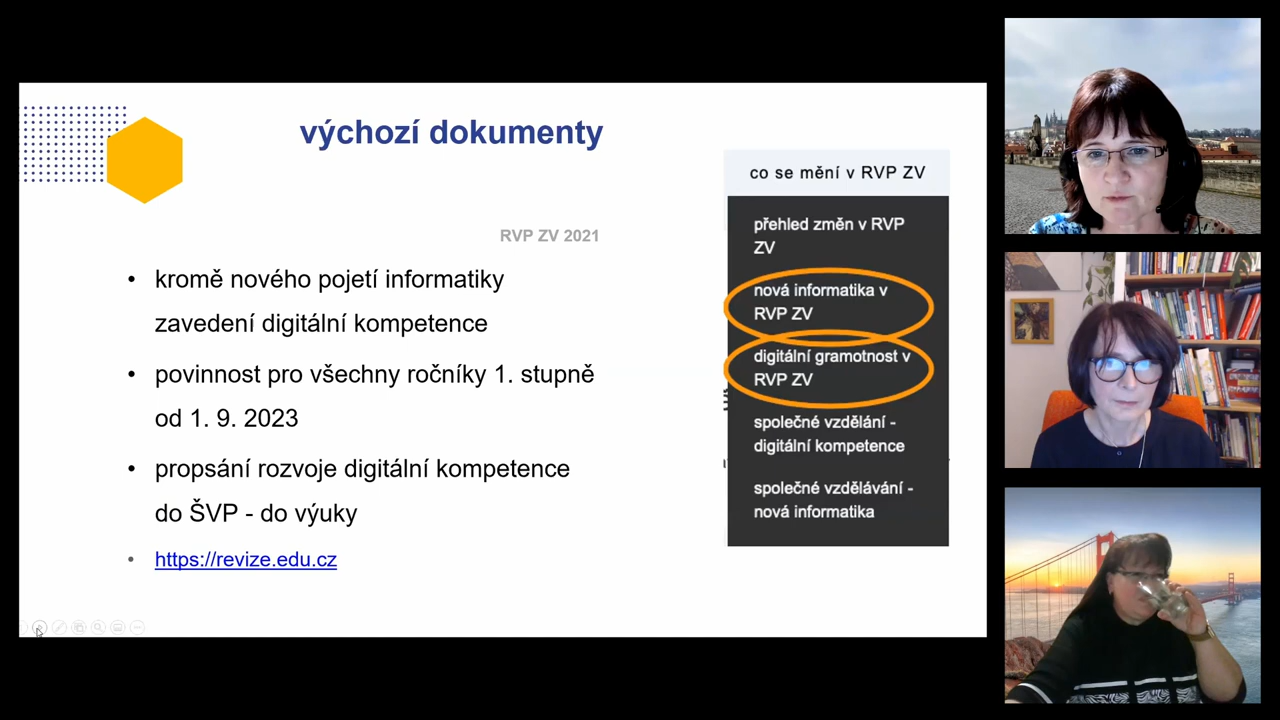 výchozí dokumenty
RVP ZV 2021
• kromě nového pojetí informatiky
zavedení digitální kompetence
• povinnost pro všechny ročníky 1. stupně
od 1. 9. 2023
• propsání rozvoje digitální kompetence
do ŠVP - do výuky
• https://revize.edu.cz
co se mění v RVP ZV
přehled změn v RVP
ZV
nová informatika v
RVP ZV
digitální gramotnost v
RVP ZV
společné vzdělání -
digitální kompetence
společné vzdělávání -
nová informatika